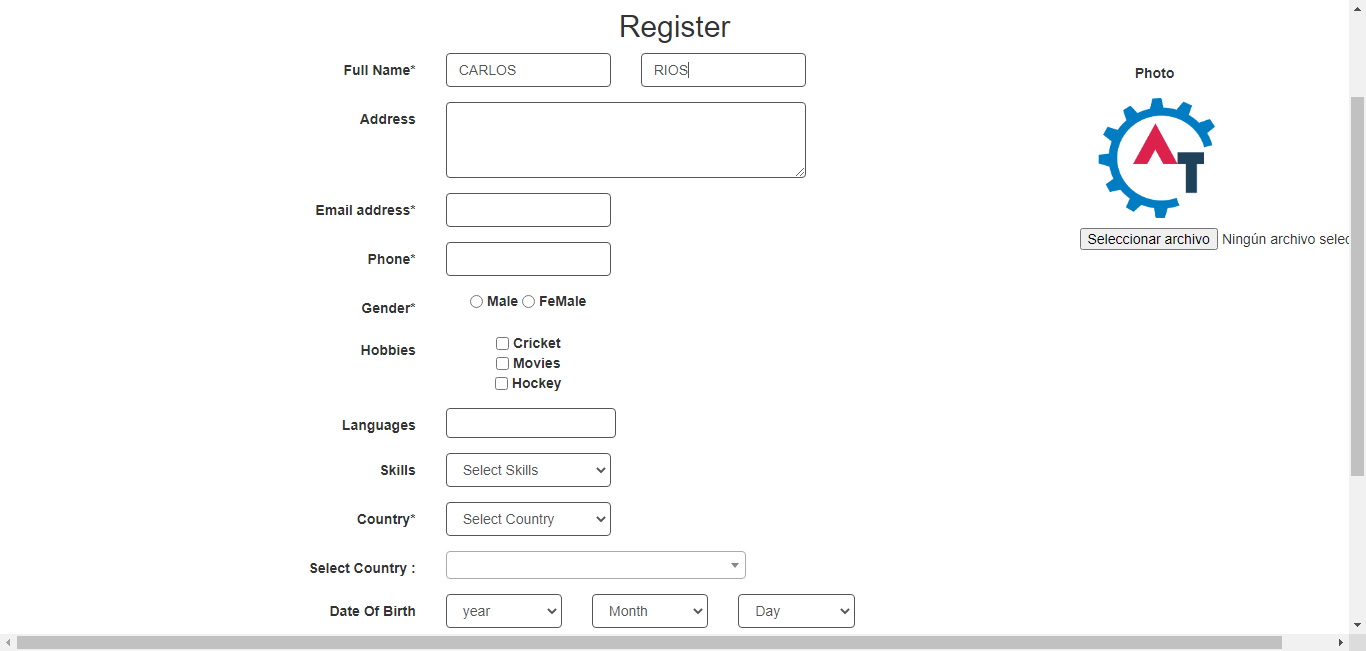 Register
Full Name* CARLOS RIOS
Photo
Address
AT
Email address*
Seleccionar archivo Ningún archivo selec
Phone*
Gender* Male FeMale
Hobbies Cricket
Movies
Hockey
Languages
Skills Select Skills
Country* Select Country
Select Country :
Date Of Birth year Month Day